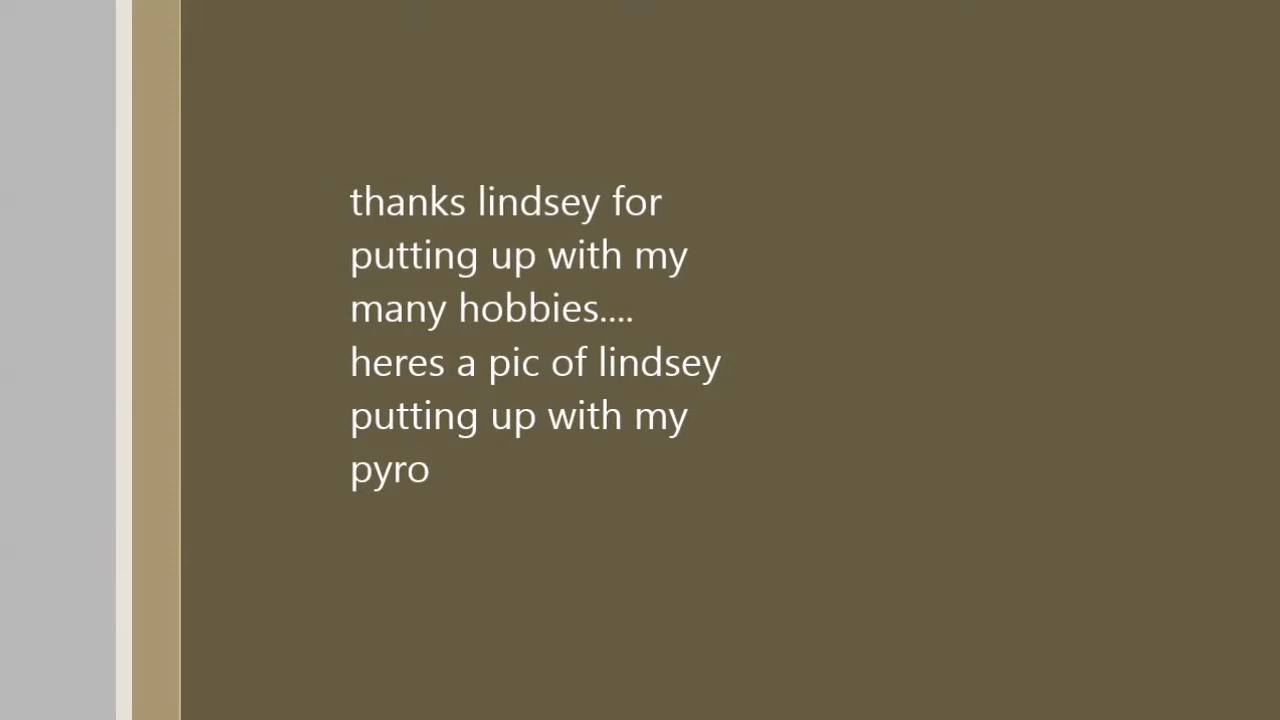 thanks lindsey for
putting up with my
many hobbies....
heres a pic of lindsey
putting up with my
pyro